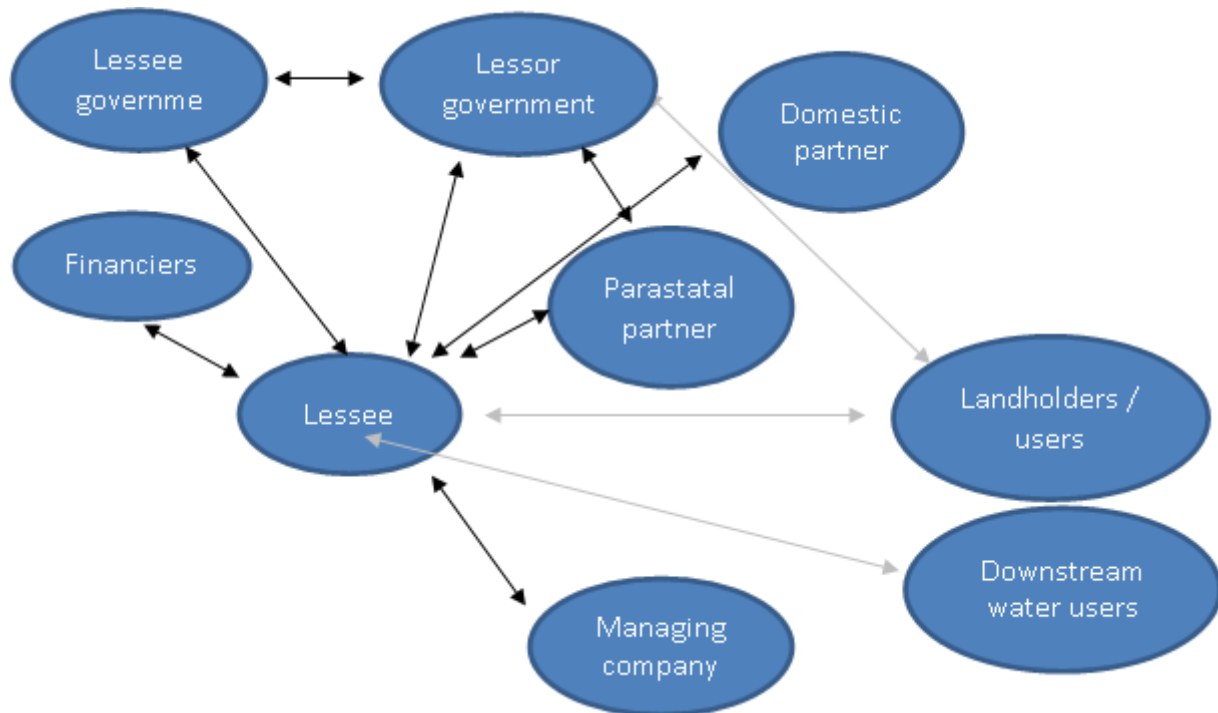 Lessee
governme
Lessor
government
Domestic
partner
Financiers
Parastatal
partner
Lessee
Landholders /
users
Downstream
water users
Managing
company